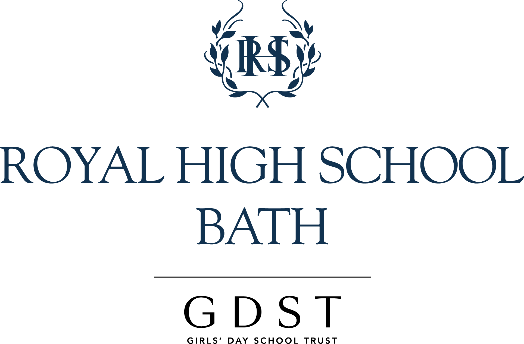 RHS
ROYAL HIGH SCHOOL
BATH
GDST
GIRLS' DAY SCHOOL TRUST